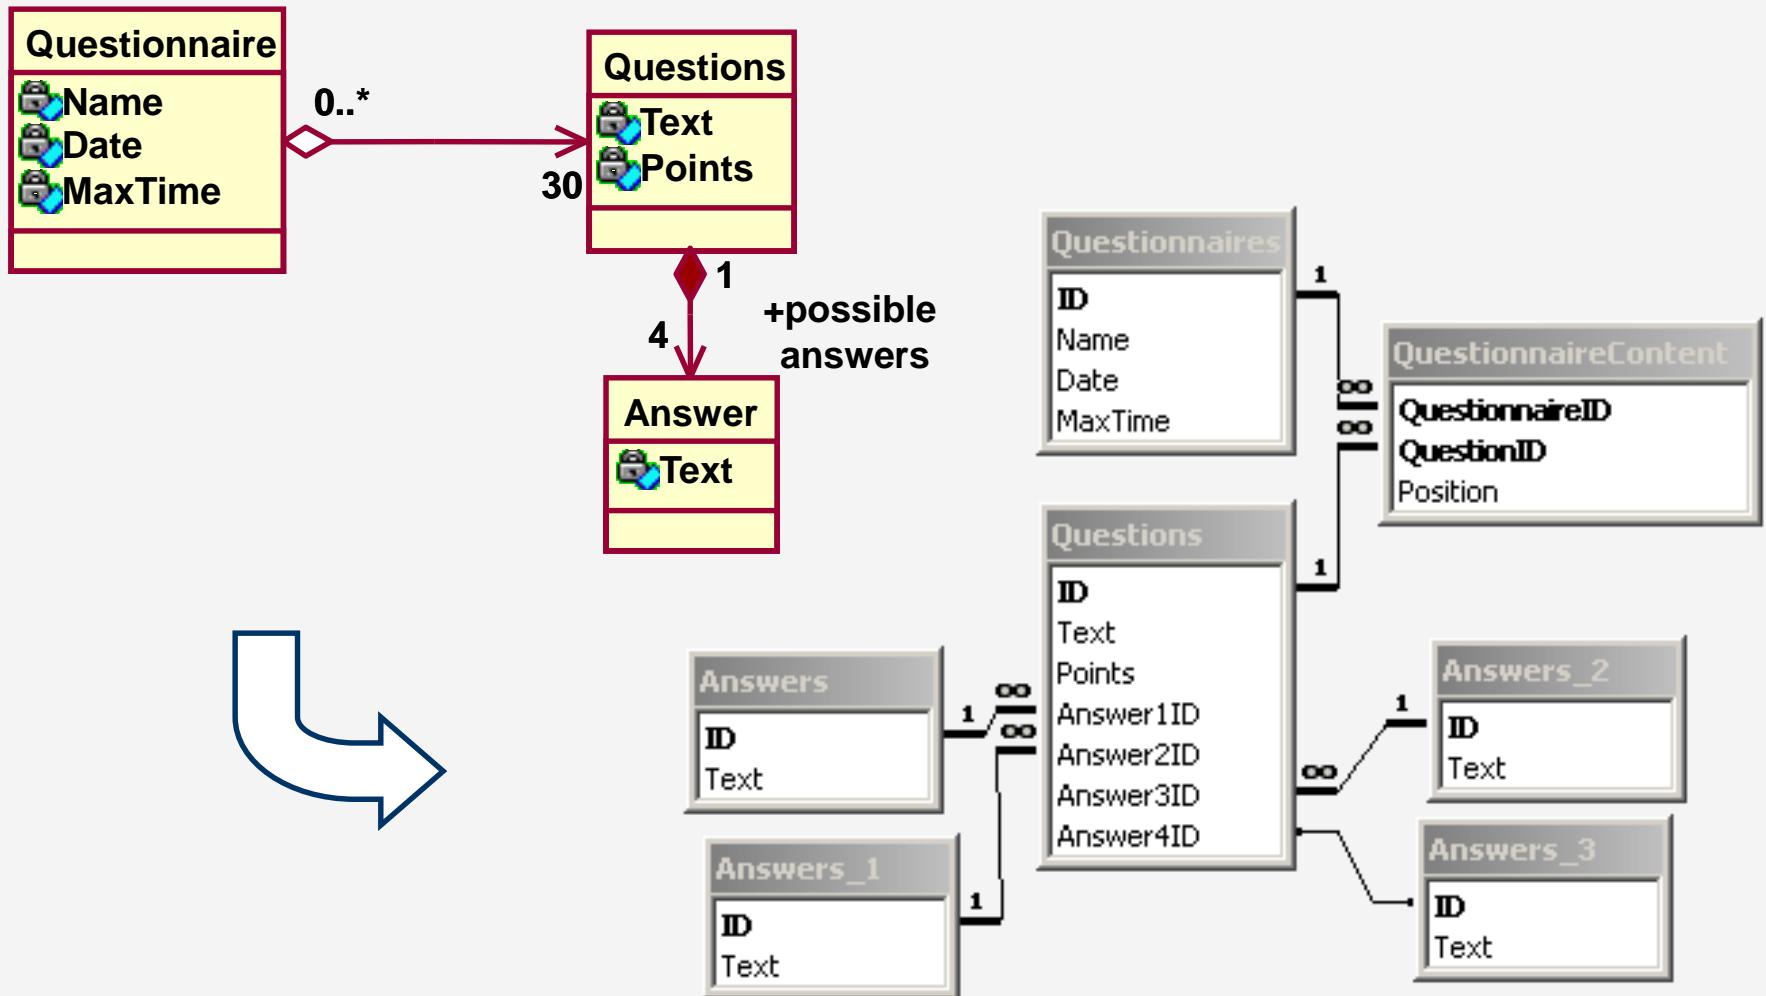 Questionnaire
Name
Date
MaxTime
0..*
30
Questions
Text
Points
1
4
+possible
answers
Answer
Text
Questionnaires
ID
Name
Date
MaxTime
1
∞
∞
1
QuestionnaireContent
QuestionnaireID
QuestionID
Position
Questions
ID
Text
Points
Answer1ID
Answer2ID
Answer3ID
Answer4ID
Answers
ID
Text
1
∞
∞
1
Answers_1
ID
Text
Answers_2
ID
Text
1
∞
Answers_3
ID
Text